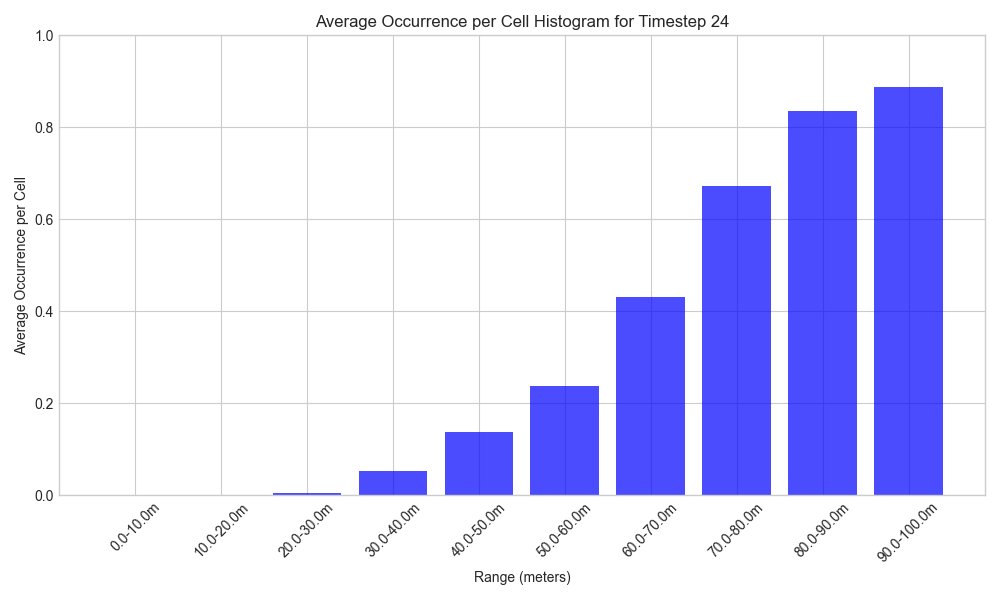 Average Occurrence per Cell Histogram for Timestep 24
Average Occurrence per Cell
1.0
0.8
0.6
0.4
0.2
0.0
0.0-10.0m
10.0-20.0m
20.0-30.0m
30.0-40.0m
40.0-50.0m
50.0-60.0m
60.0-70.0m
70.0-80.0m
80.0-90.0m
90.0-100.0m
Range (meters)